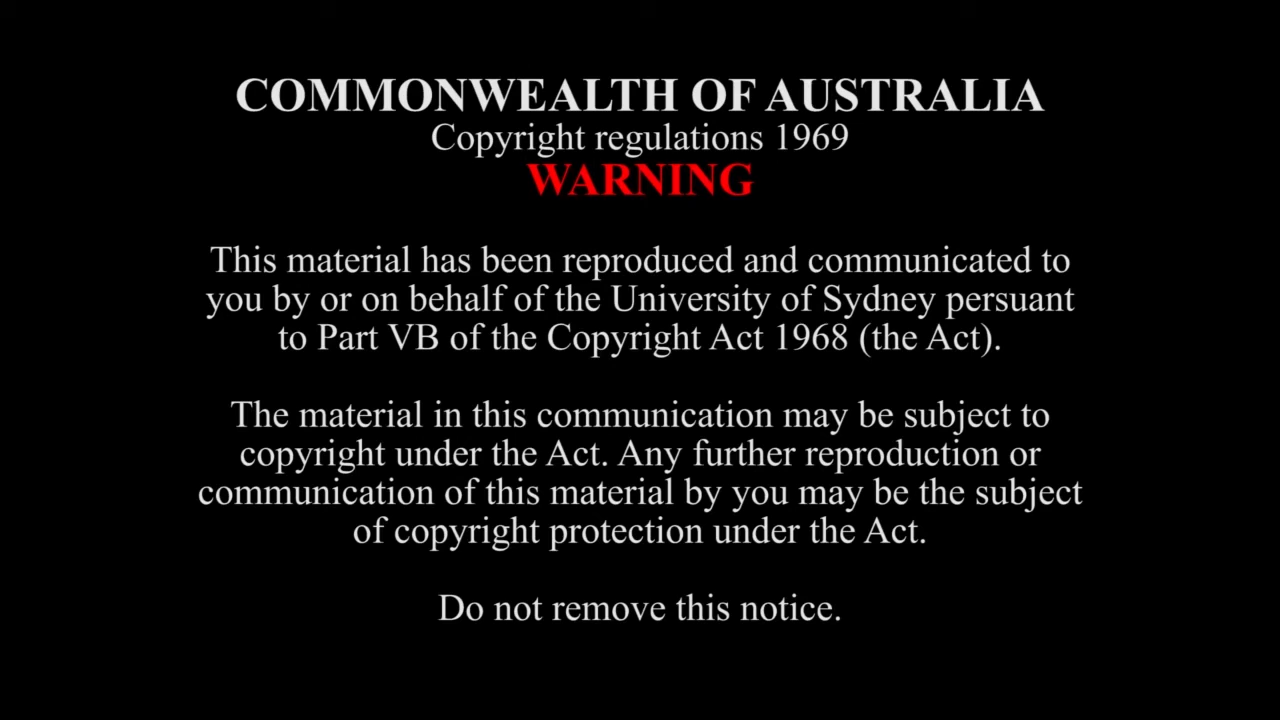 COMMONWEALTH OF AUSTRALIA
Copyright regulations 1969
WARNING
This material has been reproduced and communicated to
you by or on behalf of the University of Sydney persuant
to Part VB of the Copyright Act 1968 (the Act).
The material in this communication may be subject to
copyright under the Act. Any further reproduction or
communication of this material by you may be the subject
of copyright protection under the Act.
Do not remove this notice.